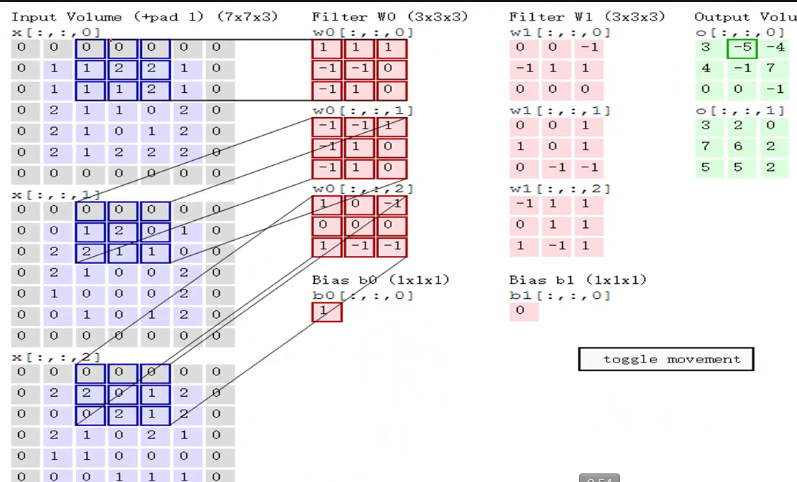 Input Volume (+pad 1) (7x7x3)
x[:,:,0]
0 0 0 0 0 0 0
0 1 1 2 2 1 0
0 1 1 1 2 1 0
0 2 1 1 0 2 0
0 2 1 0 1 2 0
0 2 1 2 2 2 0
0 0 0 0 0 0 0
x[:,:,1]
0 0 0 0 0 0 0
0 0 1 2 0 1 0
0 2 2 1 1 0 0
0 2 1 0 0 2 0
0 1 0 0 0 2 0
0 0 1 0 1 2 0
0 0 0 0 0 0 0
x[:,:,2]
0 0 0 0 0 0 0
0 2 2 0 1 2 0
0 0 0 2 1 2 0
0 2 1 0 2 1 0
0 1 1 0 0 0 0
0 0 0 1 1 1 0
Filter W0 (3x3x3)
w0[:,:,0]
1 1 1
-1 -1 0
-1 1 0
w0[:,:,1]
-1 -1 1
-1 1 0
-1 1 0
w0[:,:,2]
1 0 -1
0 0 0
1 -1 -1
Bias b0 (1x1x1)
b0[:,:,0]
1
Filter W1 (3x3x3)
w1[:,:,0]
0 0 -1
-1 1 1
0 0 0
w1[:,:,1]
0 0 1
1 0 1
0 -1 -1
w1[:,:,2]
-1 1 1
0 1 1
1 -1 1
Bias b1 (1x1x1)
b1[:,:,0]
0
Output Volu
o[:,:,0]
3 -5 -4
4 -1 7
0 0 -1
o[:,:,1]
3 2 0
7 6 2
5 5 2
toggle movement